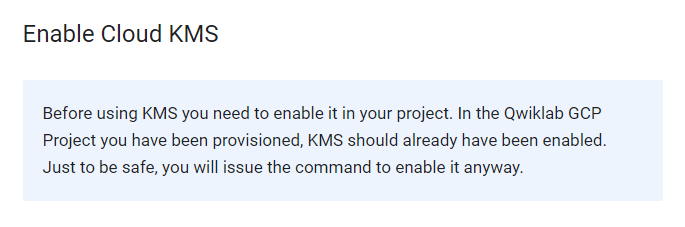 Enable Cloud KMS
Before using KMS you need to enable it in your project. In the Qwiklab GCP
Project you have been provisioned, KMS should already have been enabled.
Just to be safe, you will issue the command to enable it anyway.